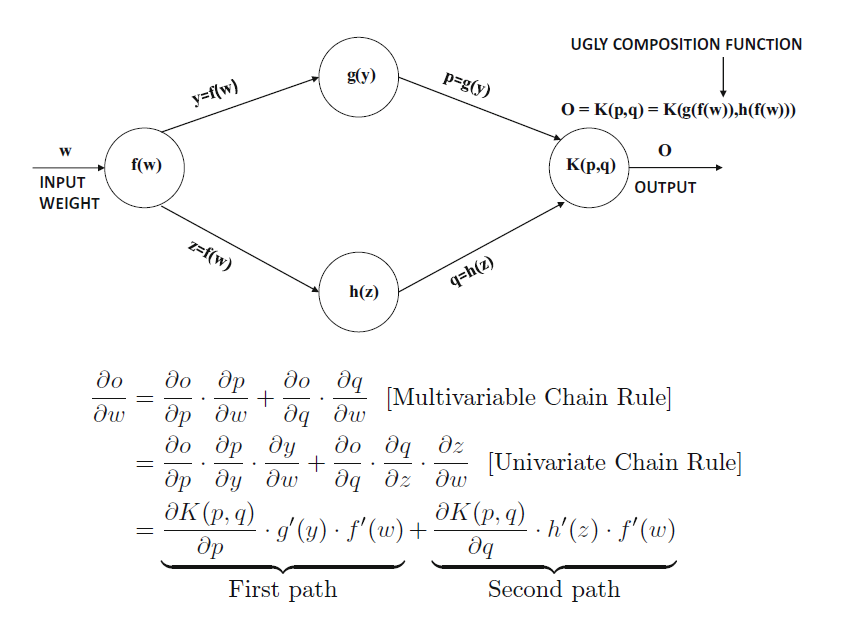 UGLY COMPOSITION FUNCTION
g(y)
y=f(w)
p=g(y)
O = K(p,q) = K(g(f(w)),h(f(w)))
w
f(w)
K(p,q)
O
INPUT
WEIGHT
OUTPUT
z=f(w)
q=h(z)
h(z)
∂o/∂w = ∂o/∂p · ∂p/∂w + ∂o/∂q · ∂q/∂w [Multivariable Chain Rule]
= ∂o/∂p · ∂p/∂y · ∂y/∂w + ∂o/∂q · ∂q/∂z · ∂z/∂w [Univariate Chain Rule]
= ∂K(p,q)/∂p · g′(y) · f′(w) + ∂K(p,q)/∂q · h′(z) · f′(w)
First path Second path